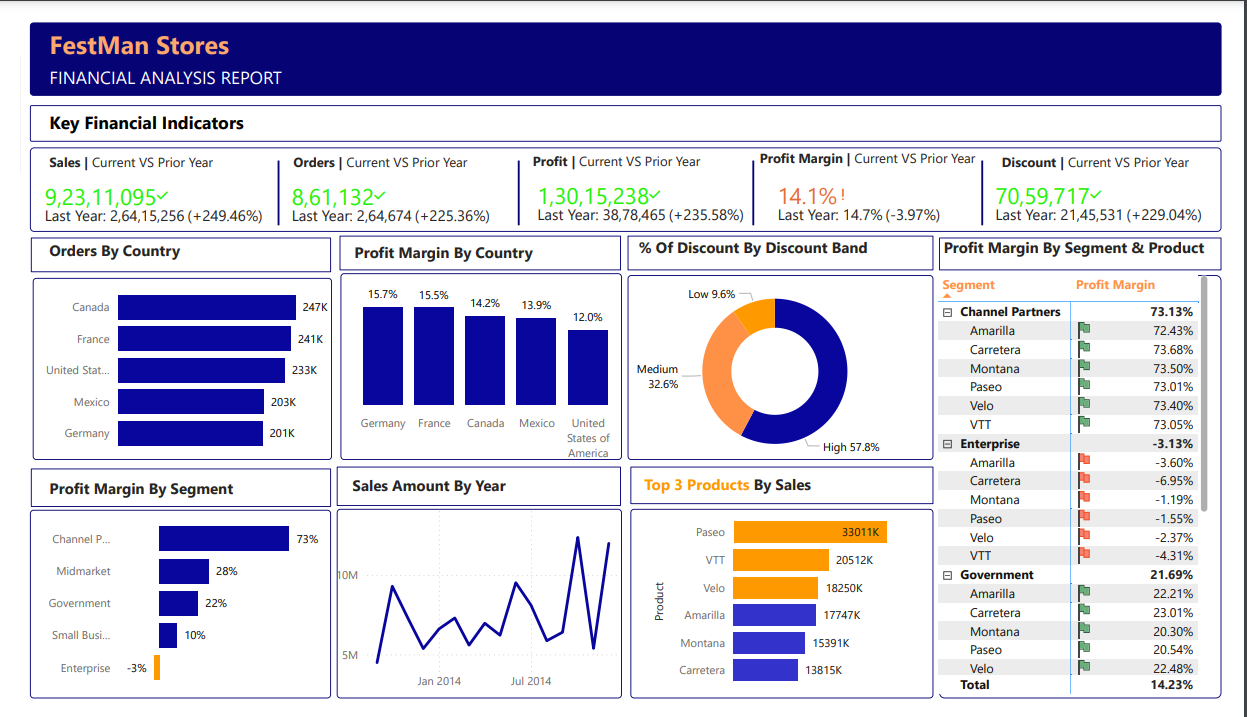 FestMan Stores
FINANCIAL ANALYSIS REPORT
Key Financial Indicators
Sales | Current VS Prior Year
9,23,11,095
Last Year: 2,64,15,256 (+249.46%)
Orders | Current VS Prior Year
8,61,132
Last Year: 2,64,674 (+225.36%)
Profit | Current VS Prior Year
1,30,15,238
Last Year: 38,78,465 (+235.58%)
Profit Margin | Current VS Prior Year
14.1% !
Last Year: 14.7% (-3.97%)
Discount | Current VS Prior Year
70,59,717
Last Year: 21,45,531 (+229.04%)
Orders By Country
Canada 247K
France 241K
United Stat... 233K
Mexico 203K
Germany 201K
Profit Margin By Country
15.7% 15.5% 14.2% 13.9% 12.0%
Germany France Canada Mexico United
States of
America
% Of Discount By Discount Band
Low 9.6%
Medium
32.6%
High 57.8%
Profit Margin By Segment & Product
Segment Profit Margin
Channel Partners 73.13%
Amarilla 72.43%
Carretera 73.68%
Montana 73.50%
Paseo 73.01%
Velo 73.40%
VTT 73.05%
Enterprise -3.13%
Amarilla -3.60%
Carretera -6.95%
Montana -1.19%
Paseo -1.55%
Velo -2.37%
VTT -4.31%
Government 21.69%
Amarilla 22.21%
Carretera 23.01%
Montana 20.30%
Paseo 20.54%
Velo 22.48%
Total 14.23%
Profit Margin By Segment
Channel P... 73%
Midmarket 28%
Government 22%
Small Busi... 10%
Enterprise -3%
Sales Amount By Year
10M
5M
Jan 2014 Jul 2014
Top 3 Products By Sales
Product
Paseo 33011K
VTT 20512K
Velo 18250K
Amarilla 17747K
Montana 15391K
Carretera 13815K